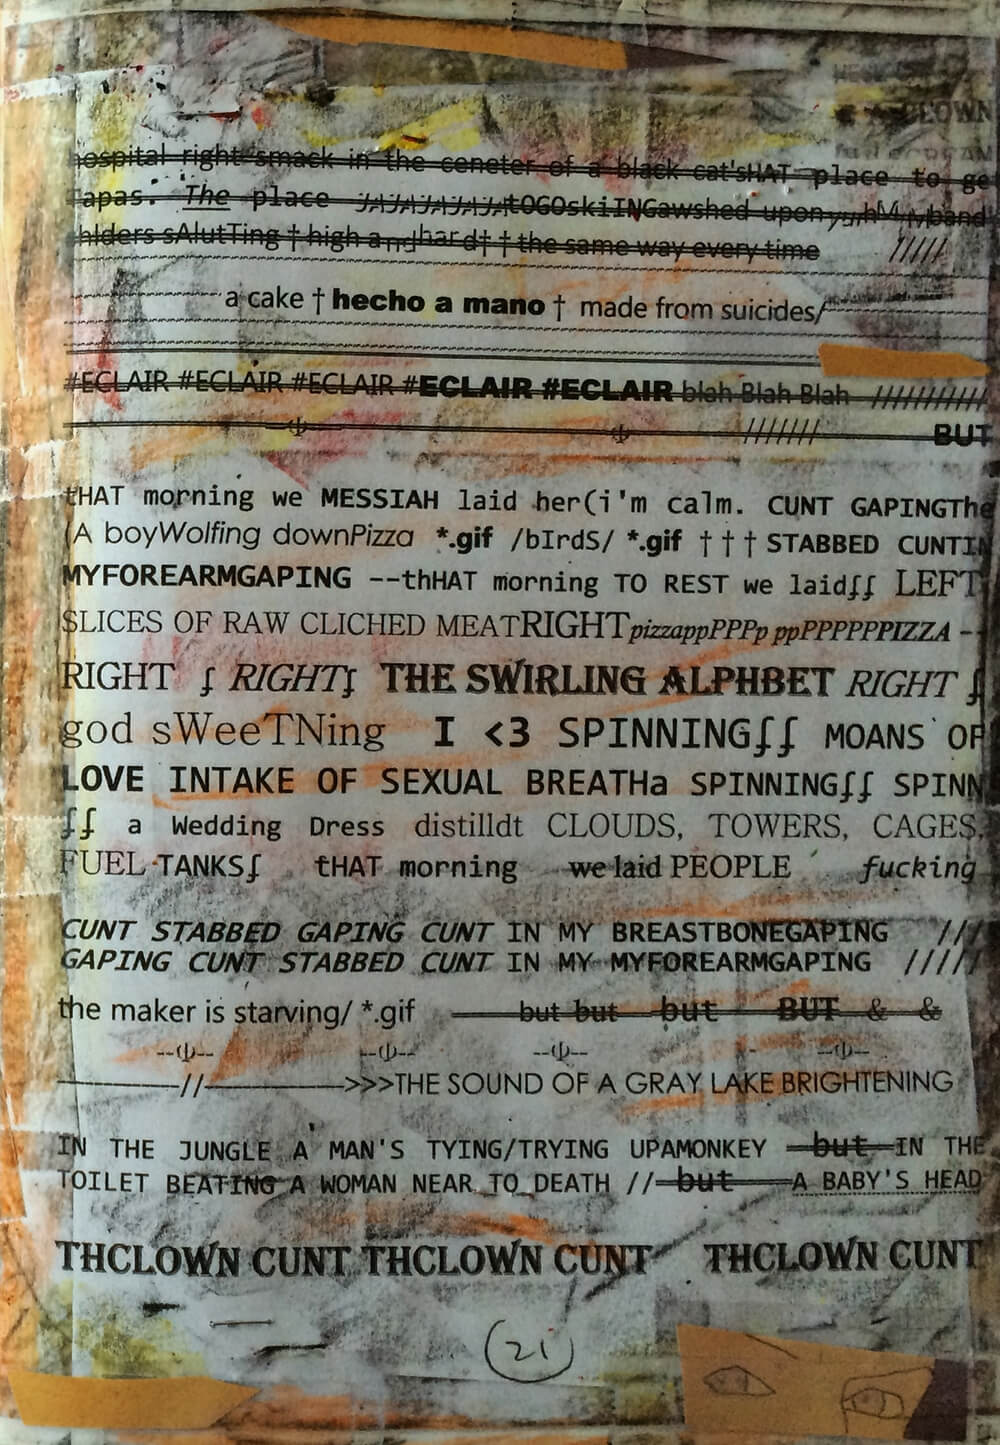 CLOWN
hospital right smack in the ceneter of a black cat'sHAT place to ge
apas. The place JAJAJAJAJAtOGOskiINGawshed upon
hlders sAlutTing † high andhard† † the same way every time /////
a cake † hecho a mano † made from suicides/
#ECLAIR #ECLAIR #ECLAIR #ECLAIR #ECLAIR blah Blah Blah ///////////
/////// BUT
tHAT morning we MESSIAH laid her(i'm calm. CUNT GAPINGThe
(A boyWolfing downPizza *.gif /bIrdS/ *.gif † † † STABBED CUNTIN
MYFOREARMGAPING --thHAT morning TO REST we laid∫∫ LEFT
SLICES OF RAW CLICHED MEATRIGHTpizzappPPPp ppPPPPPPIZZA --
RIGHT ∫ RIGHT∫ THE SWIRLING ALPHBET RIGHT ∫
god sWeeTNing I <3 SPINNING∫∫ MOANS OF
LOVE INTAKE OF SEXUAL BREATHa SPINNING∫∫ SPINN
∫∫ a Wedding Dress distilldt CLOUDS, TOWERS, CAGES,
FUEL TANKS∫ tHAT morning we laid PEOPLE fucking
CUNT STABBED GAPING CUNT IN MY BREASTBONEGAPING ///
GAPING CUNT STABBED CUNT IN MY MYFOREARMGAPING /////
the maker is starving/ *.gif but but but BUT & &
--(|)-- --(|)-- --(|)-- --(|)--
————//————>>>THE SOUND OF A GRAY LAKE BRIGHTENING
IN THE JUNGLE A MAN'S TYING/TRYING UPAMONKEY —but—IN THE
TOILET BEATING A WOMAN NEAR TO DEATH //—but——A BABY'S HEAD
THCLOWN CUNT THCLOWN CUNT THCLOWN CUNT
21